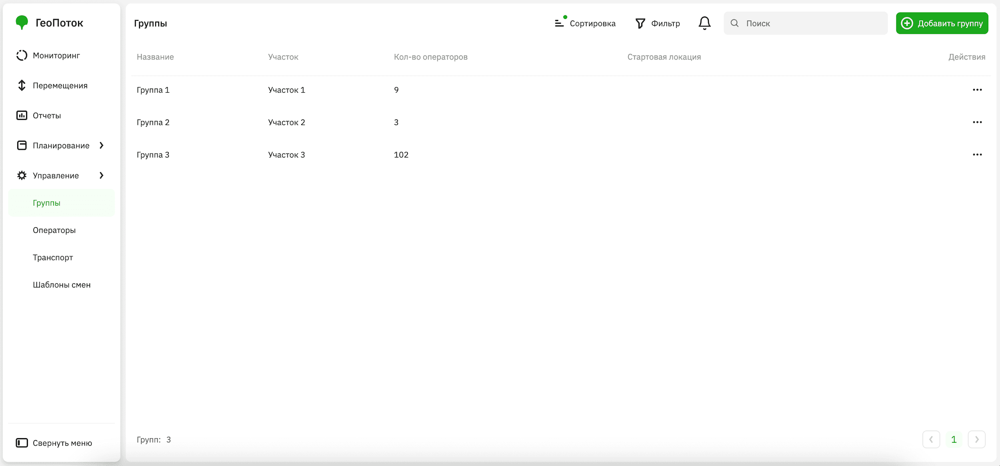 ГеоПоток
Мониторинг
Перемещения
Отчеты
Планирование
Управление
Группы
Операторы
Транспорт
Шаблоны смен
Свернуть меню
Группы
Сортировка
Фильтр
Поиск
Добавить группу
Название Участок Кол-во операторов Стартовая локация Действия
Группа 1 Участок 1 9
Группа 2 Участок 2 3
Группа 3 Участок 3 102
Групп: 3
1